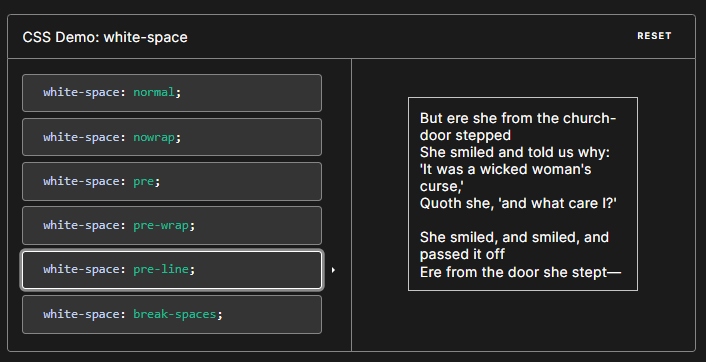 CSS Demo: white-space
RESET
white-space: normal;
white-space: nowrap;
white-space: pre;
white-space: pre-wrap;
white-space: pre-line;
white-space: break-spaces;
But ere she from the church-
door stepped
She smiled and told us why:
'It was a wicked woman's
curse,'
Quoth she, 'and what care I?'
She smiled, and smiled, and
passed it off
Ere from the door she stept—